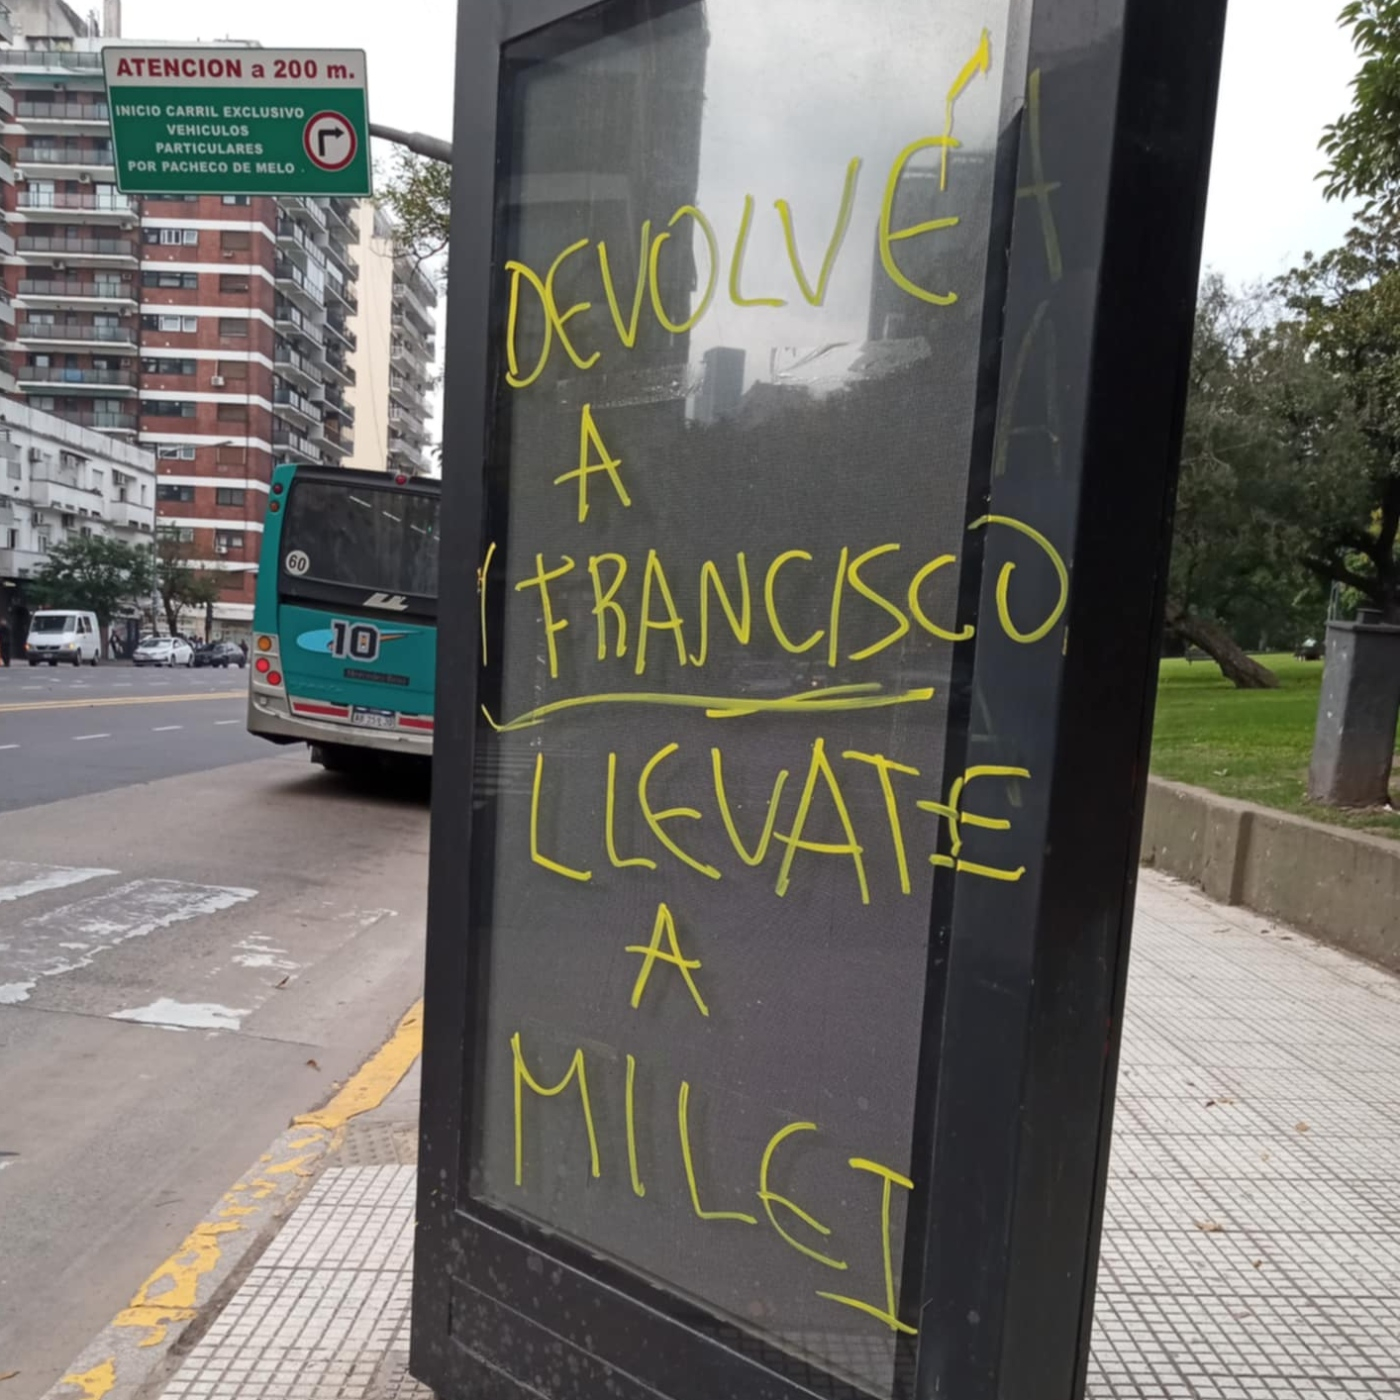 ATENCION a 200 m.
INICIO CARRIL EXCLUSIVO
VEHICULOS
PARTICULARES
POR PACHECO DE MELO
60
10
DEVOLVÉ
A
FRANCISCO
LLEVATE
A
MILEI